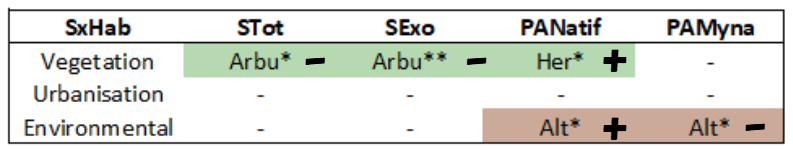 SxHab STot SExo PANatif PAMyna
Vegetation Arbu* – Arbu** – Her* + -
Urbanisation - - - -
Environmental - - Alt* + Alt* –